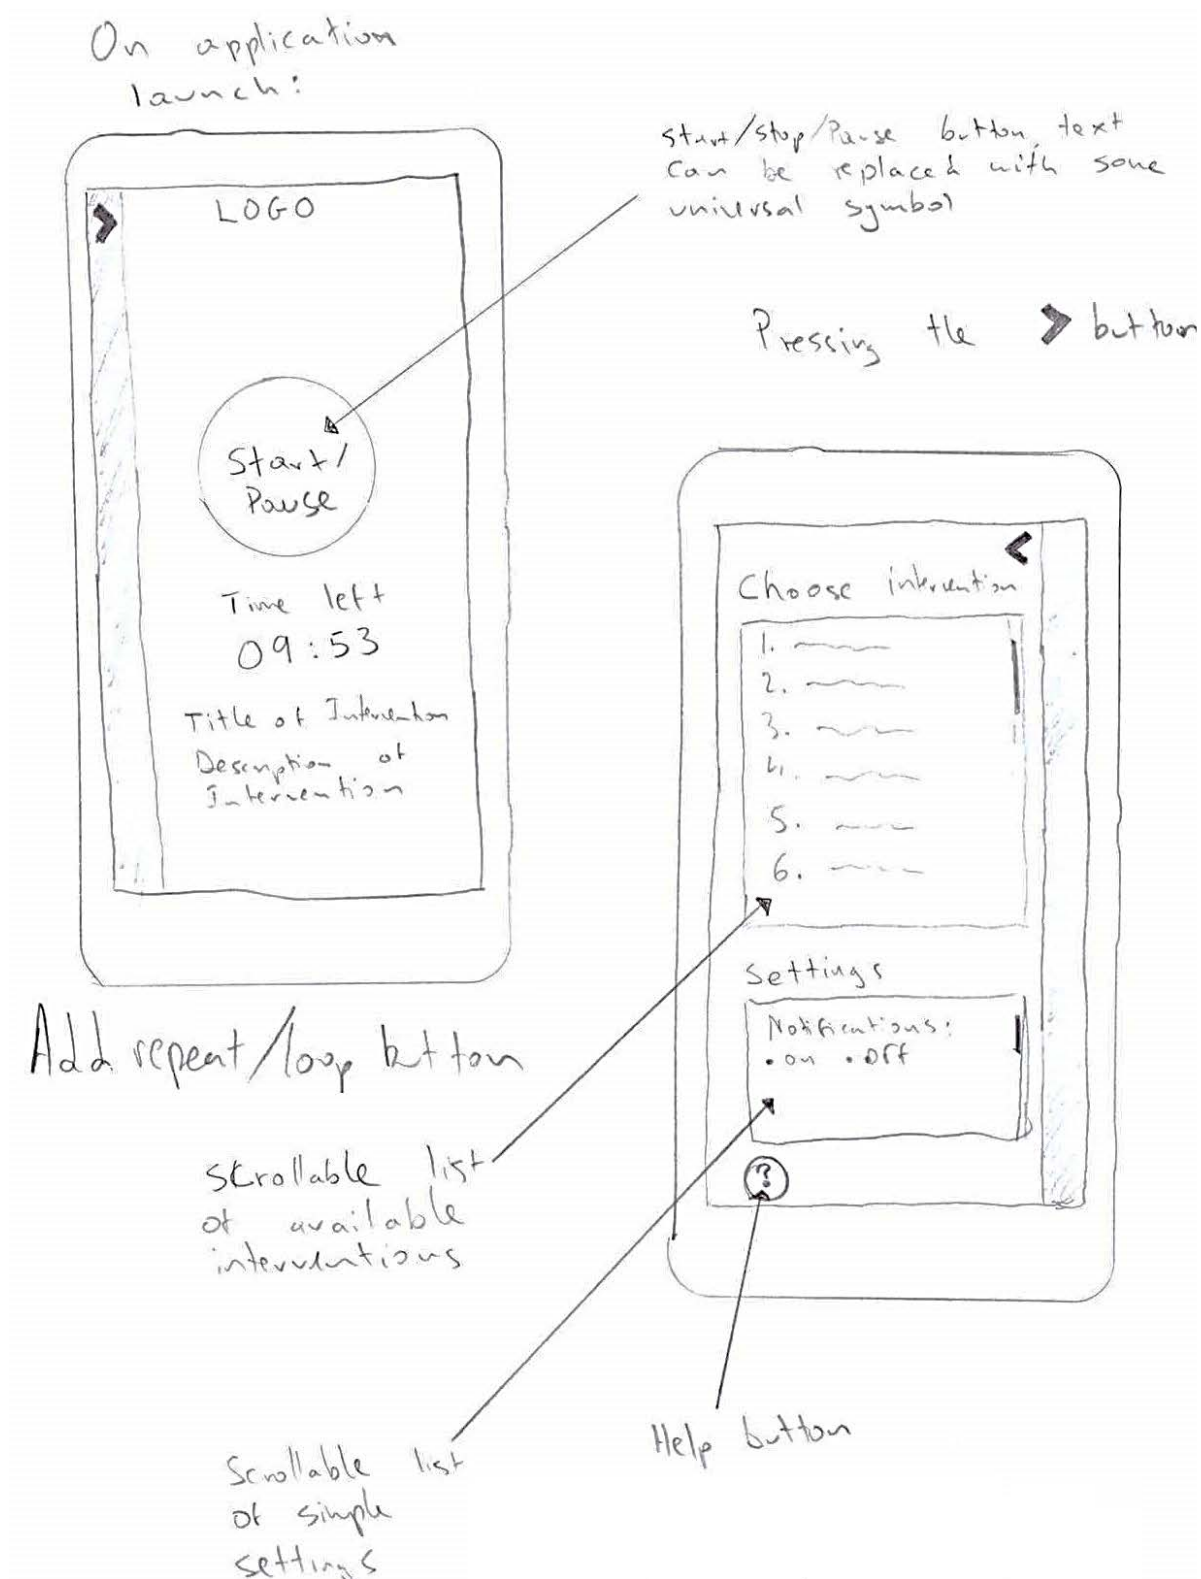 On application
launch:
LOGO
Start/
Pause
Time left
09:53
Title of Intervention
Description of
Intervention
Start/Stop/Pause button, text
can be replaced with some
universal symbol
Pressing the > button
<
Choose intervention
1.
2.
3.
4.
5.
6.
Settings
Notifications:
• on • Off
?
Add repeat/loop button
Scrollable list
of available
interventions
Help button
Scrollable list
of simple
settings